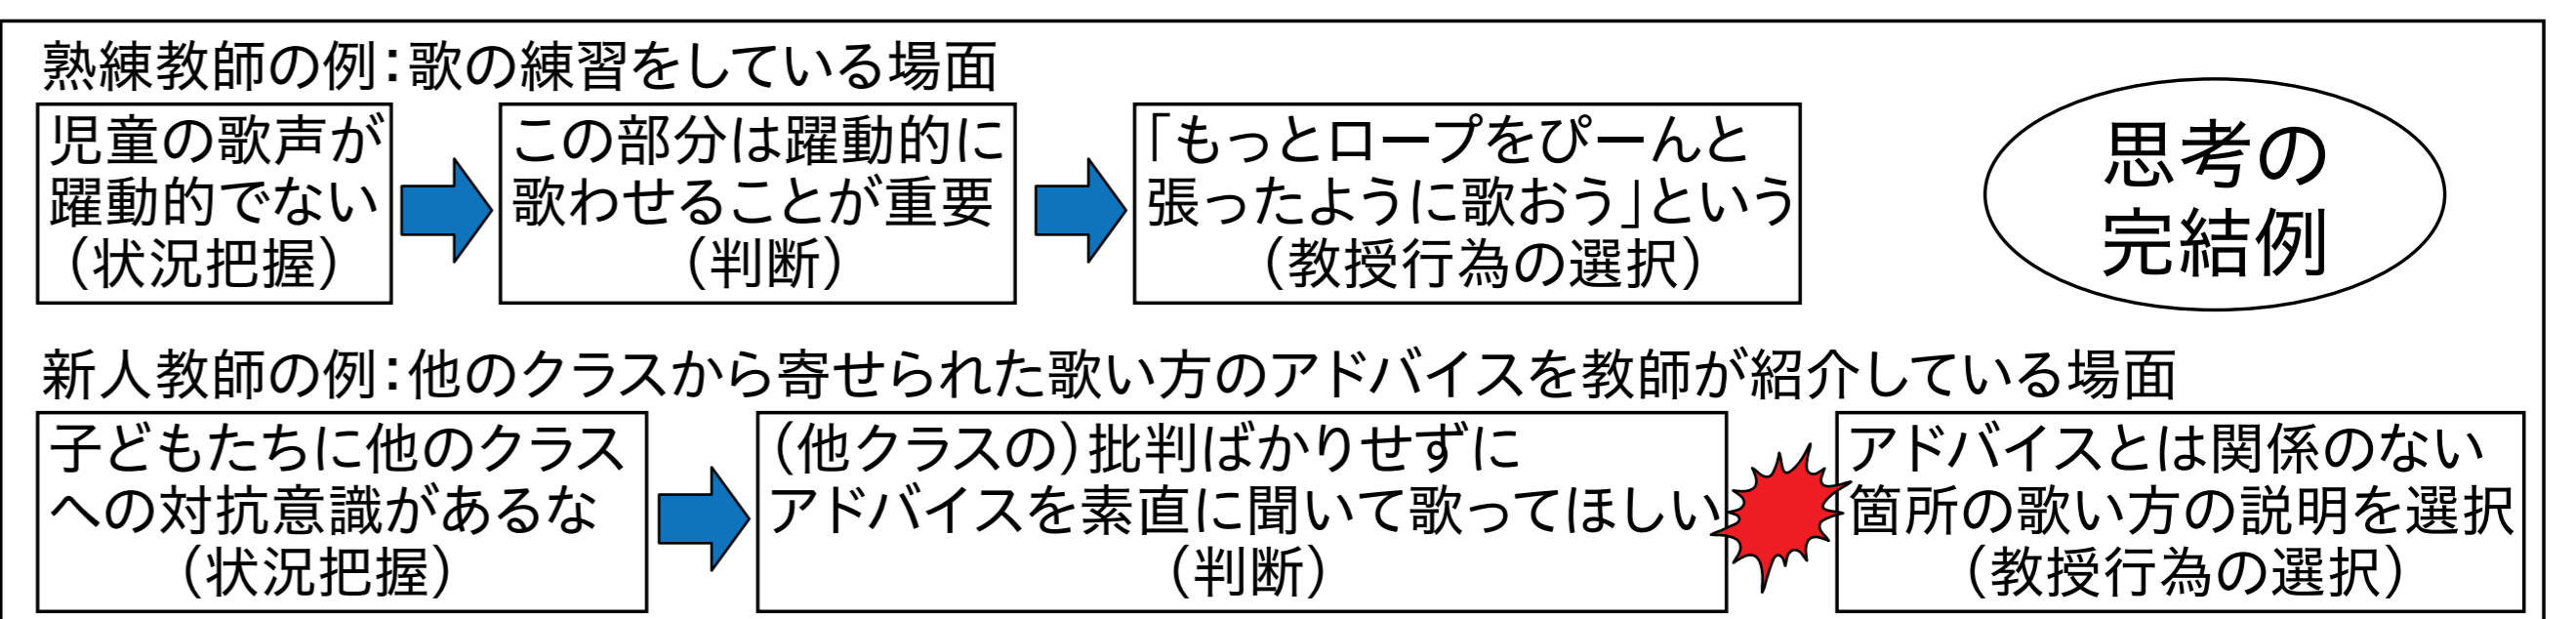 熟練教師の例：歌の練習をしている場面
児童の歌声が
躍動的でない
（状況把握）
この部分は躍動的に
歌わせることが重要
（判断）
「もっとロープをぴーんと
張ったように歌おう」という
（教授行為の選択）
思考の
完結例
新人教師の例：他のクラスから寄せられた歌い方のアドバイスを教師が紹介している場面
子どもたちに他のクラス
への対抗意識があるな
（状況把握）
（他クラスの）批判ばかりせずに
アドバイスを素直に聞いて歌ってほしい
（判断）
アドバイスとは関係のない
箇所の歌い方の説明を選択
（教授行為の選択）